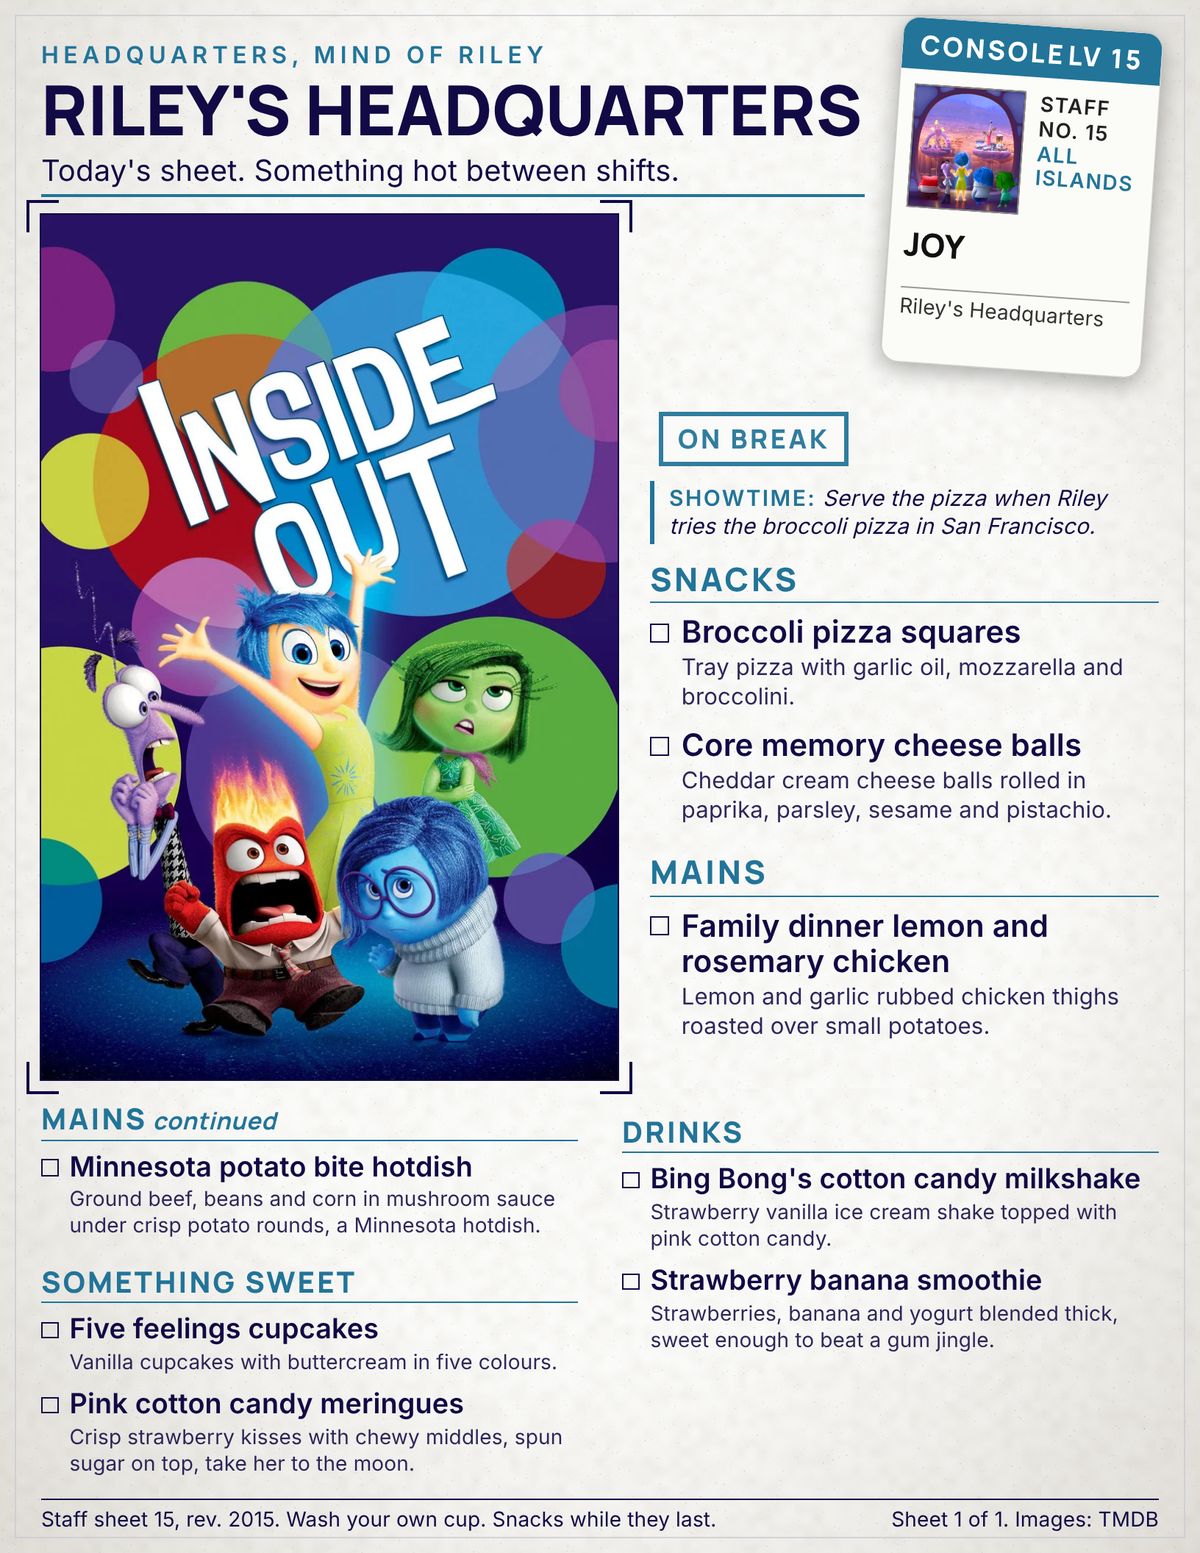 HEADQUARTERS, MIND OF RILEY
RILEY'S HEADQUARTERS
Today's sheet. Something hot between shifts.
CONSOLE LV 15
STAFF
NO. 15
ALL
ISLANDS
JOY
Riley's Headquarters
INSIDE
OUT
ON BREAK
SHOWTIME: Serve the pizza when Riley
tries the broccoli pizza in San Francisco.
SNACKS
Broccoli pizza squares
Tray pizza with garlic oil, mozzarella and
broccolini.
Core memory cheese balls
Cheddar cream cheese balls rolled in
paprika, parsley, sesame and pistachio.
MAINS
Family dinner lemon and
rosemary chicken
Lemon and garlic rubbed chicken thighs
roasted over small potatoes.
MAINS continued
Minnesota potato bite hotdish
Ground beef, beans and corn in mushroom sauce
under crisp potato rounds, a Minnesota hotdish.
SOMETHING SWEET
Five feelings cupcakes
Vanilla cupcakes with buttercream in five colours.
Pink cotton candy meringues
Crisp strawberry kisses with chewy middles, spun
sugar on top, take her to the moon.
DRINKS
Bing Bong's cotton candy milkshake
Strawberry vanilla ice cream shake topped with
pink cotton candy.
Strawberry banana smoothie
Strawberries, banana and yogurt blended thick,
sweet enough to beat a gum jingle.
Staff sheet 15, rev. 2015. Wash your own cup. Snacks while they last.
Sheet 1 of 1. Images: TMDB